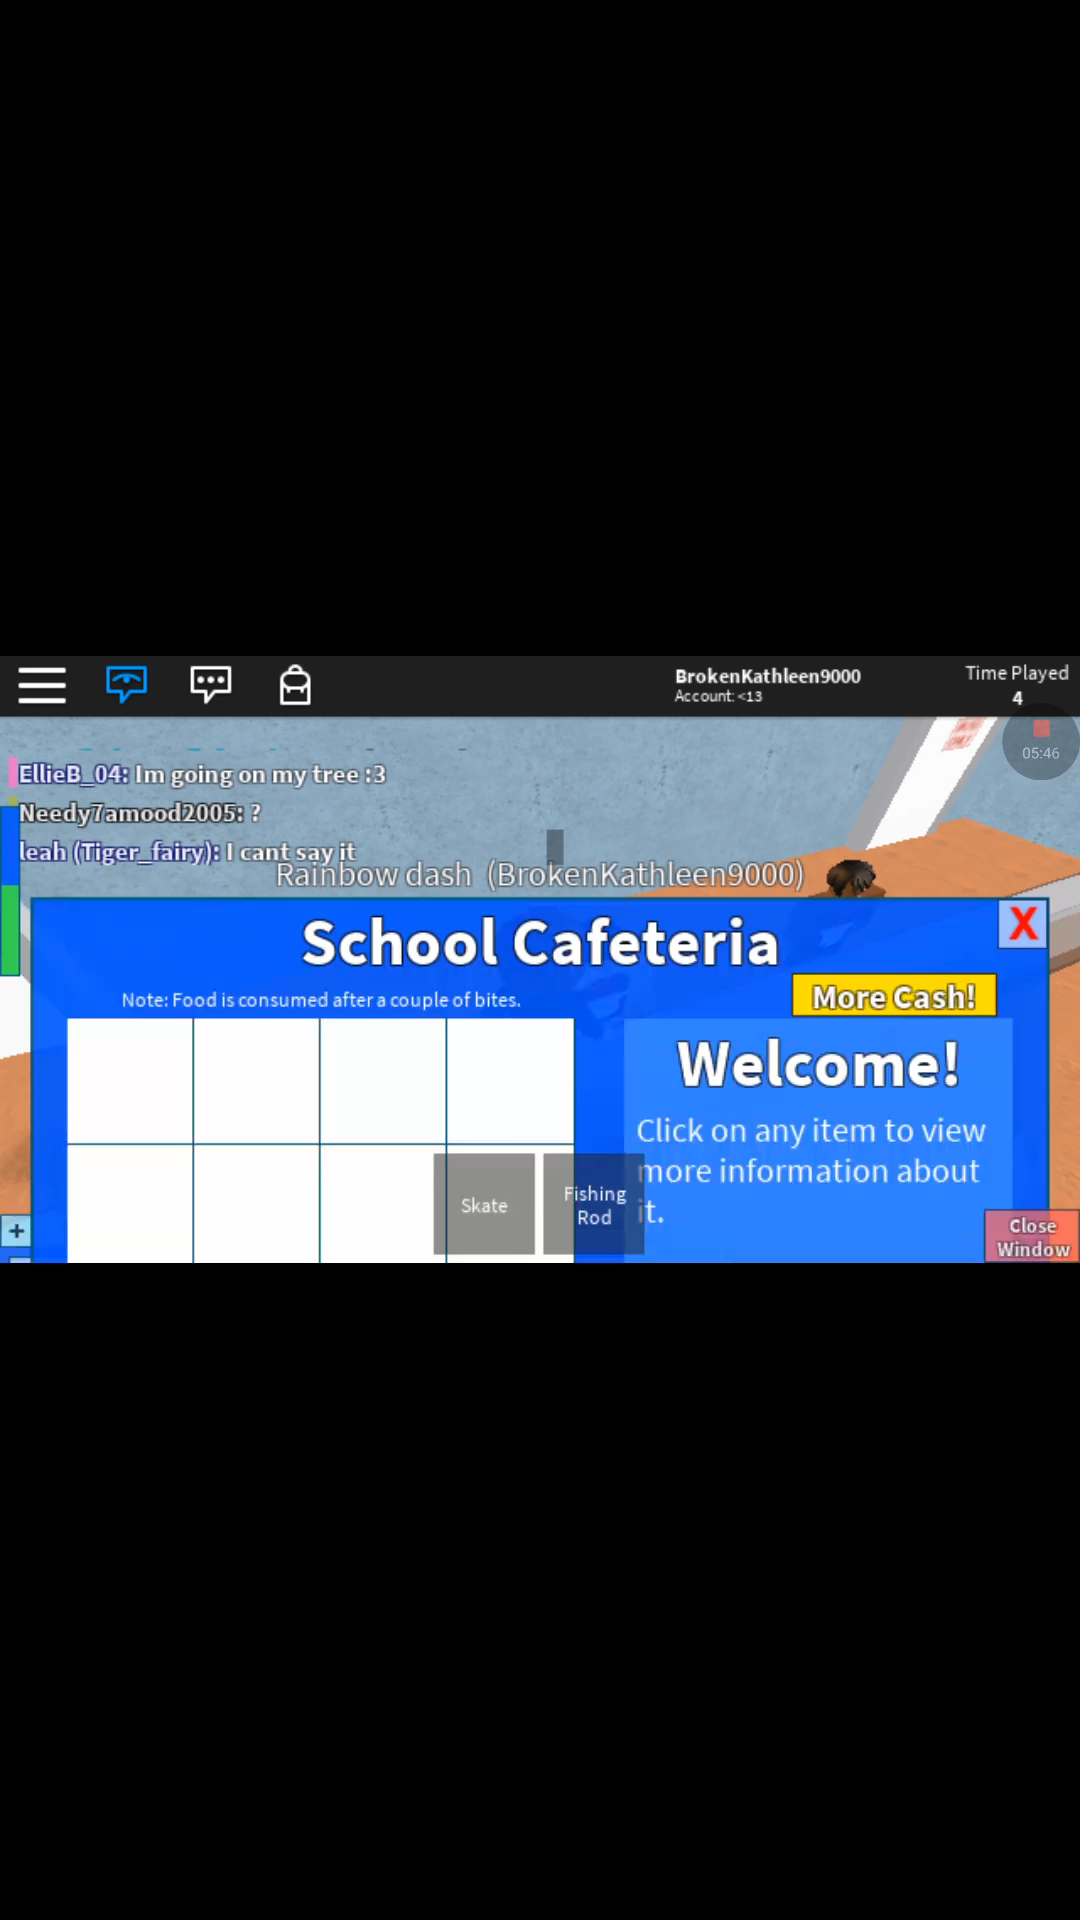 BrokenKathleen9000
Account: <13
Time Played
4
05:46
EllieB_04: Im going on my tree :3
Needy7amood2005: ?
leah (Tiger_fairy): I cant say it
Rainbow dash (BrokenKathleen9000)
School Cafeteria
X
Note: Food is consumed after a couple of bites.
More Cash!
Welcome!
Click on any item to view
more information about
it.
Skate
Fishing
Rod
+
Close
Window